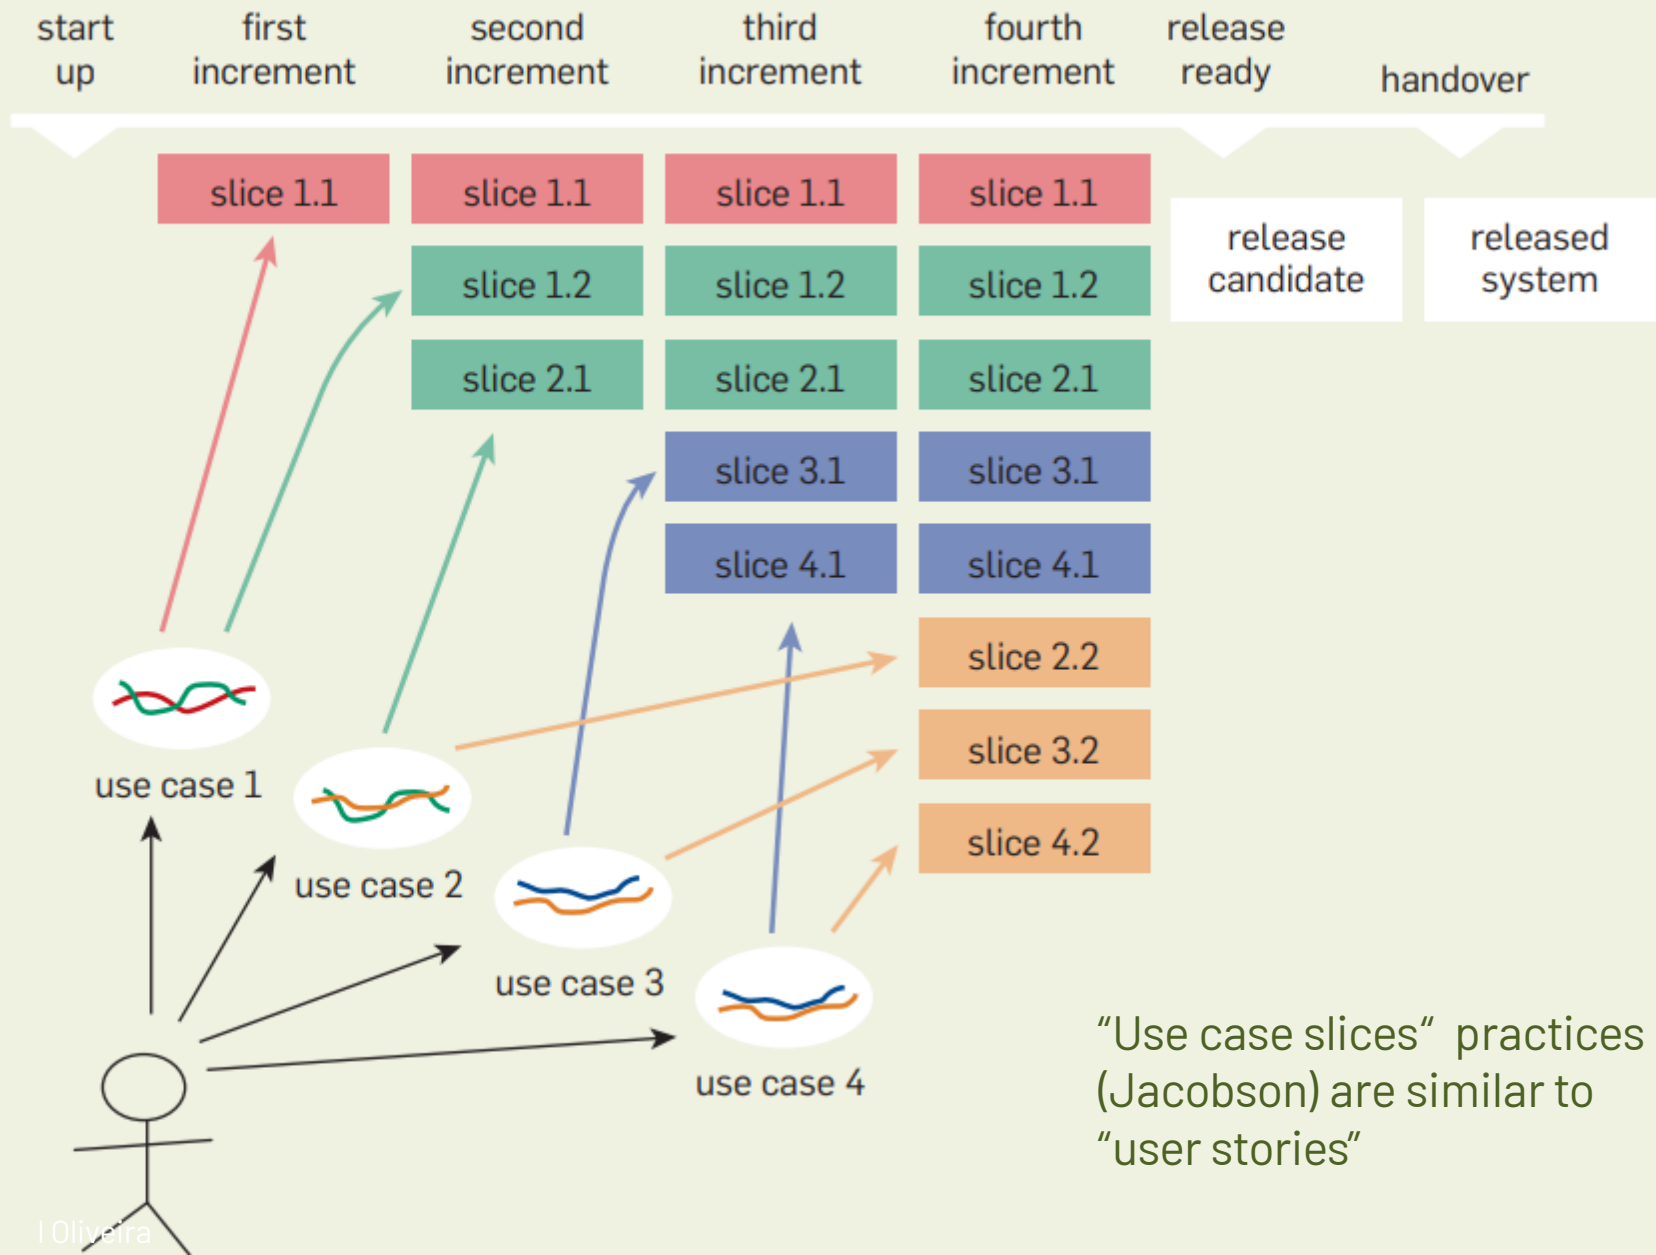 start
up
first
increment
second
increment
third
increment
fourth
increment
release
ready
handover
slice 1.1
slice 1.1
slice 1.1
slice 1.1
release
candidate
released
system
slice 1.2
slice 1.2
slice 1.2
slice 2.1
slice 2.1
slice 2.1
slice 3.1
slice 3.1
slice 4.1
slice 4.1
slice 2.2
slice 3.2
slice 4.2
use case 1
use case 2
use case 3
use case 4
“Use case slices“ practices
(Jacobson) are similar to
“user stories”
I Oliveira